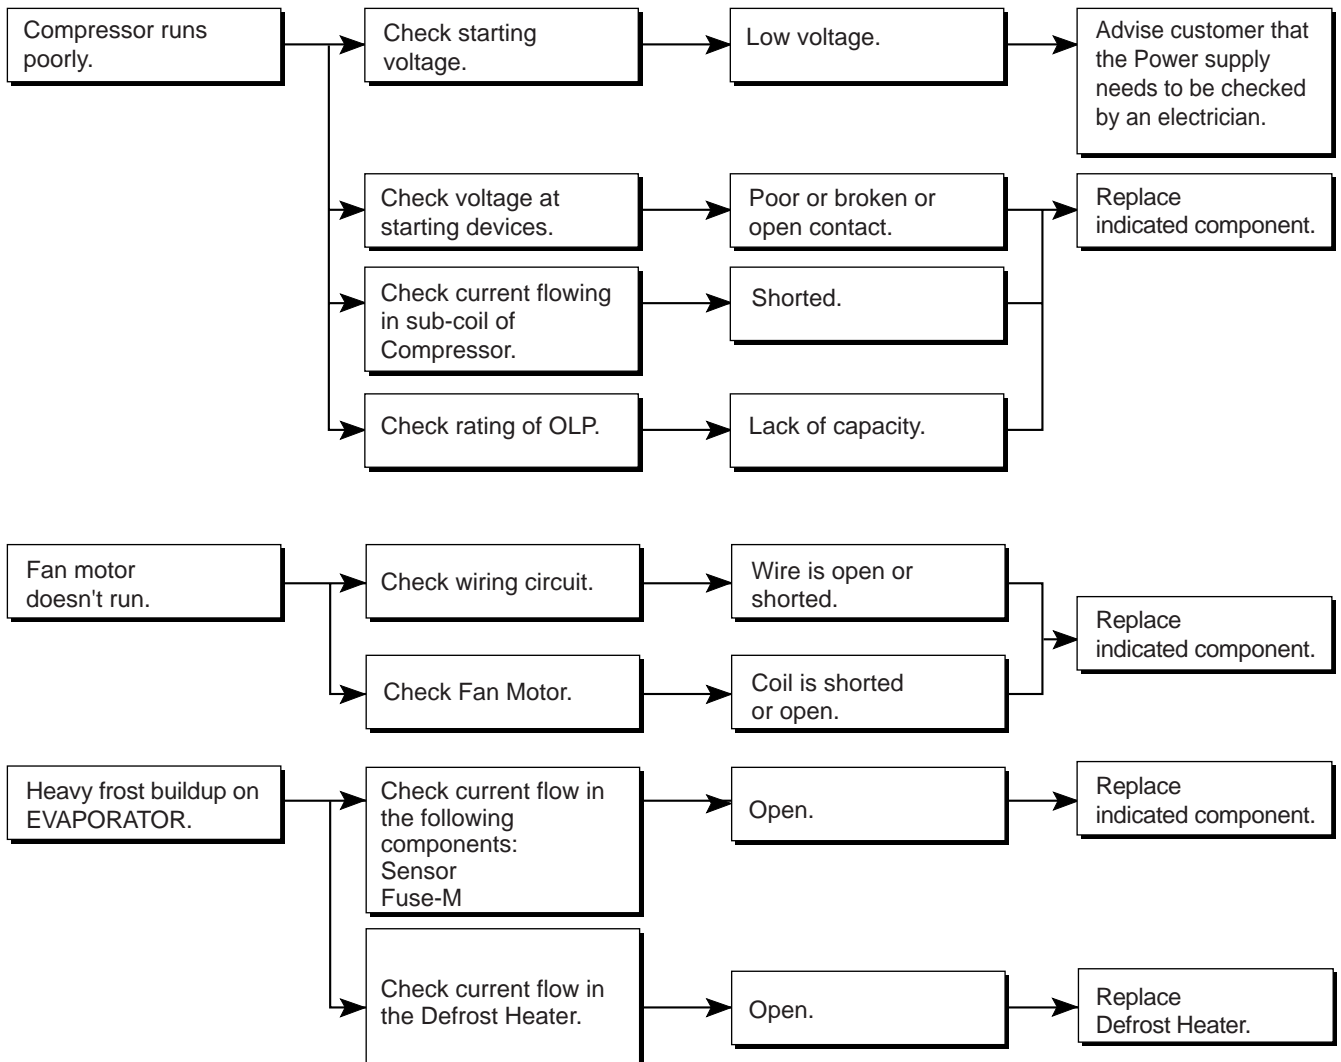 Compressor runs
poorly.
Check starting
voltage.
Low voltage.
Advise customer that
the Power supply
needs to be checked
by an electrician.
Check voltage at
starting devices.
Poor or broken or
open contact.
Replace
indicated component.
Check current flowing
in sub-coil of
Compressor.
Shorted.
Check rating of OLP.
Lack of capacity.
Fan motor
doesn't run.
Check wiring circuit.
Wire is open or
shorted.
Replace
indicated component.
Check Fan Motor.
Coil is shorted
or open.
Heavy frost buildup on
EVAPORATOR.
Check current flow in
the following
components:
Sensor
Fuse-M
Open.
Replace
indicated component.
Check current flow in
the Defrost Heater.
Open.
Replace
Defrost Heater.